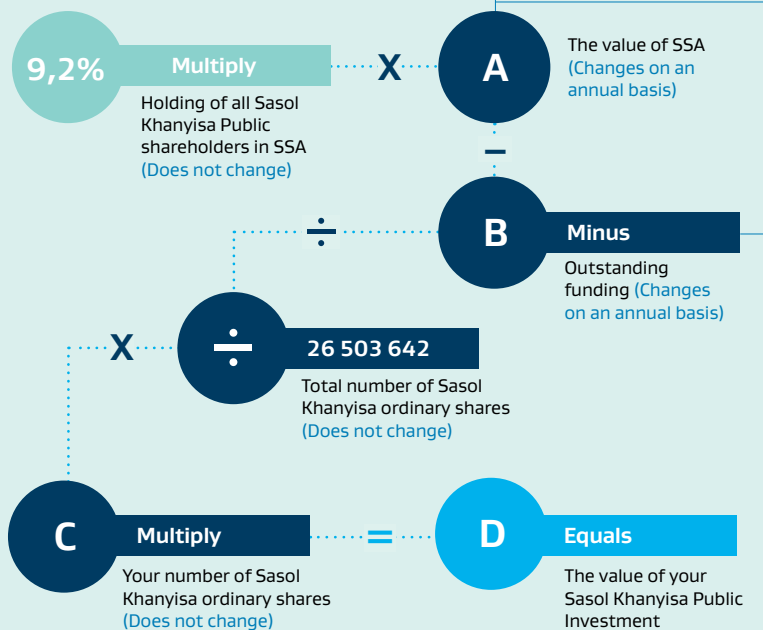 9,2%
Multiply
X
A
Holding of all Sasol
Khanyisa Public
shareholders in SSA
(Does not change)
The value of SSA
(Changes on an
annual basis)
–
÷
B
Minus
Outstanding
funding (Changes
on an annual basis)
X
÷
26 503 642
Total number of Sasol
Khanyisa ordinary shares
(Does not change)
C
Multiply
=
D
Equals
Your number of Sasol
Khanyisa ordinary shares
(Does not change)
The value of your
Sasol Khanyisa Public
Investment